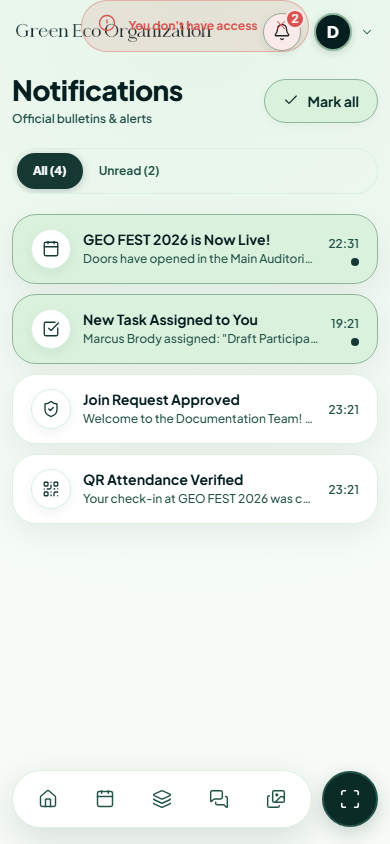 Green Eco Organization
You don't have access
2
D
Notifications
Official bulletins & alerts
Mark all
All (4)
Unread (2)
GEO FEST 2026 is Now Live!
22:31
Doors have opened in the Main Auditori...
New Task Assigned to You
19:21
Marcus Brody assigned: "Draft Participa...
Join Request Approved
Welcome to the Documentation Team! ...
23:21
QR Attendance Verified
Your check-in at GEO FEST 2026 was c...
23:21